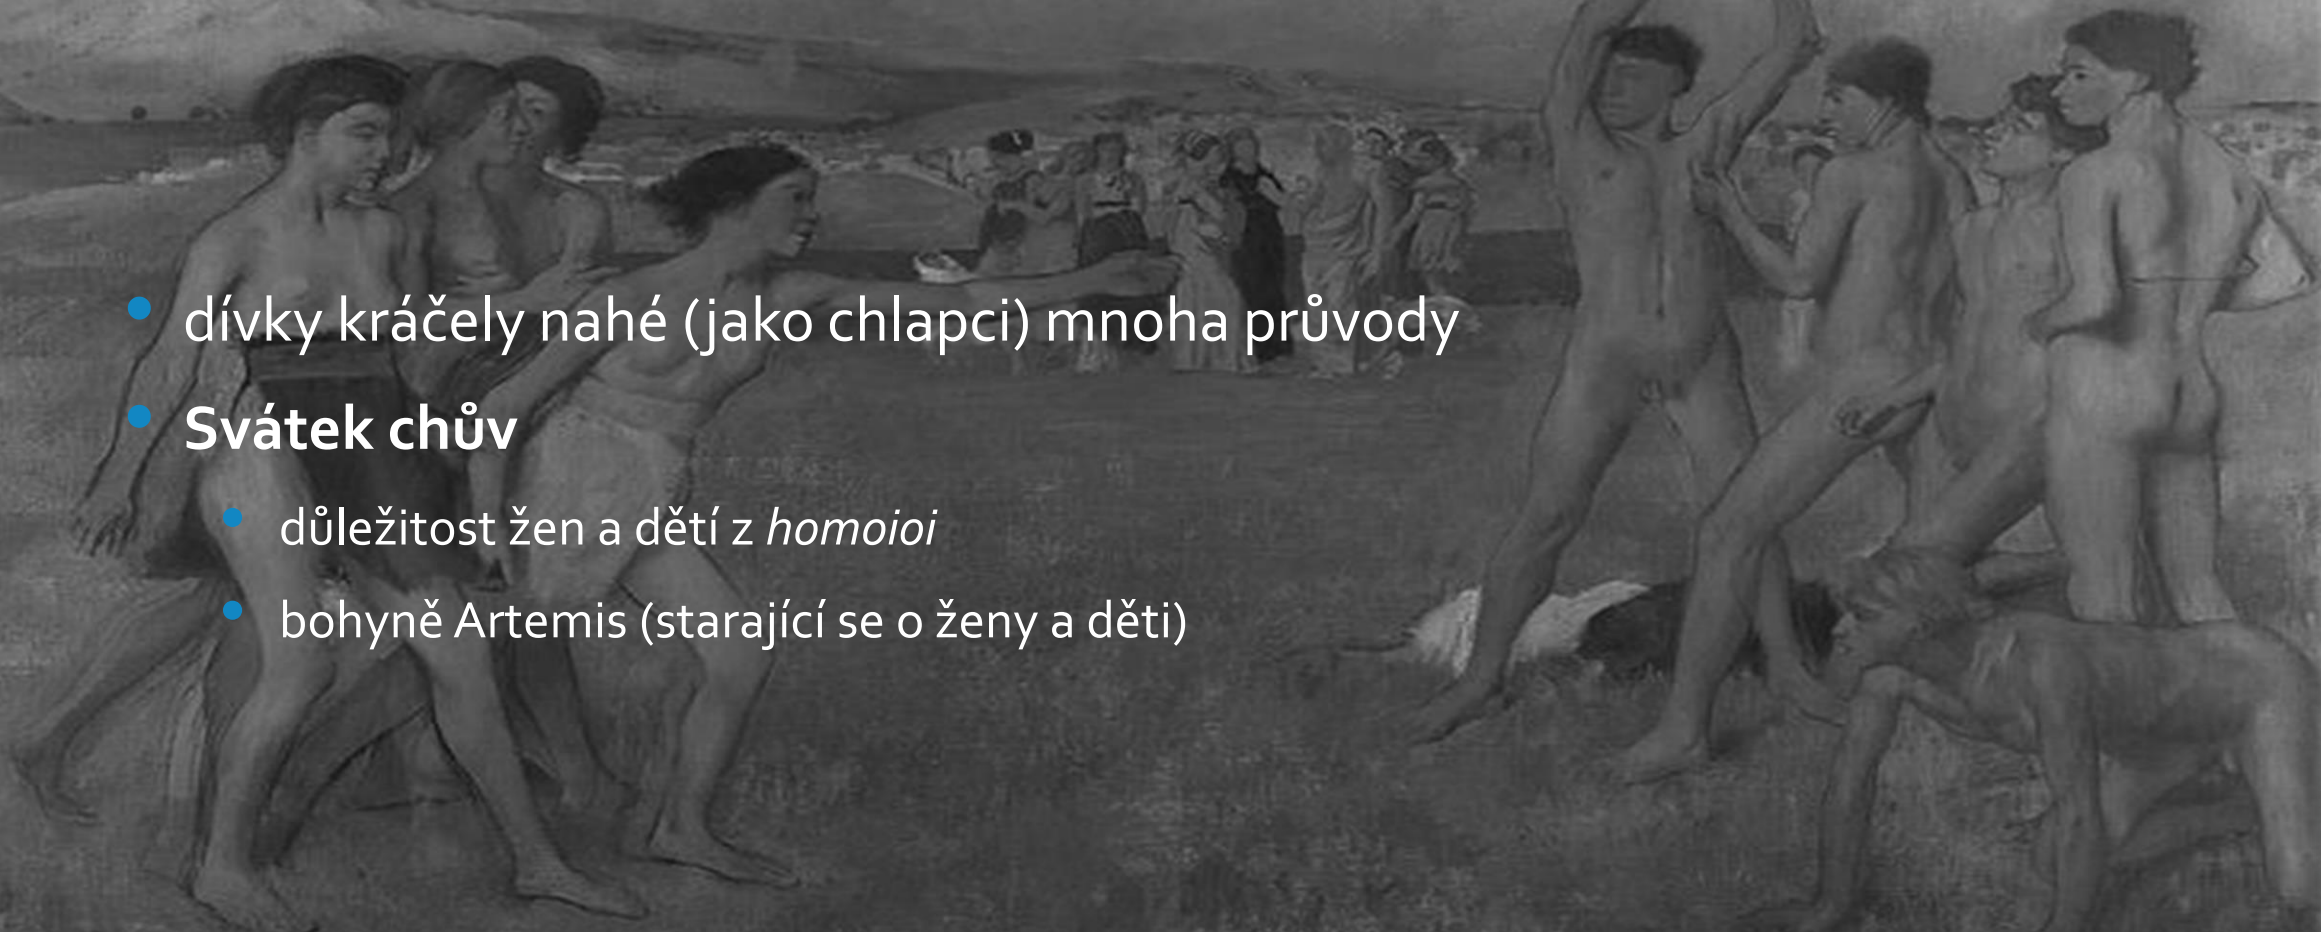 dívky kráčely nahé (jako chlapci) mnoha průvody
Svátek chův
důležitost žen a dětí z homoioi
bohyně Artemis (starající se o ženy a děti)